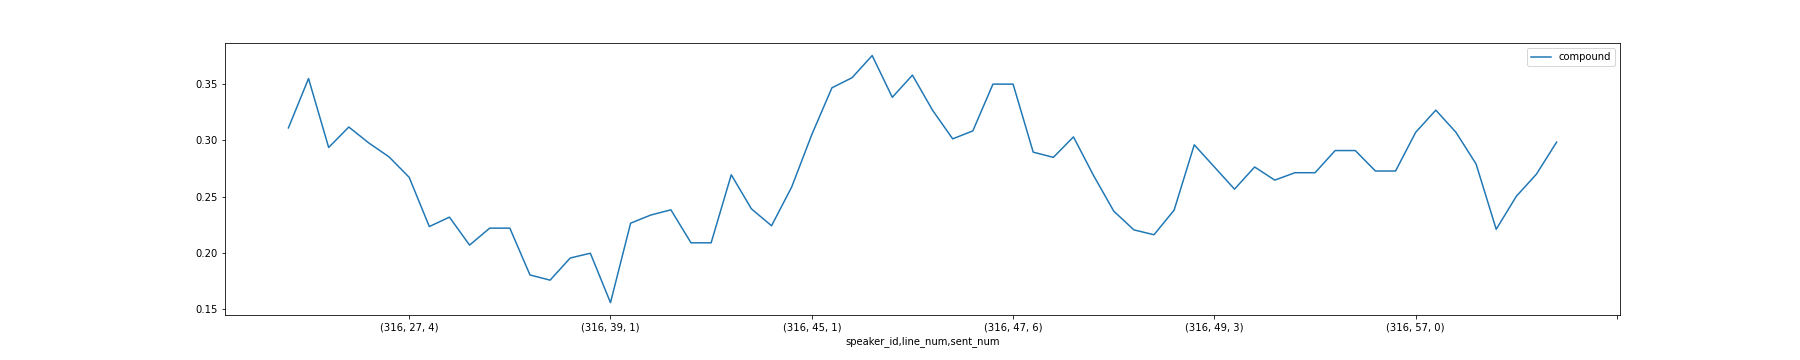 compound
0.35
0.30
0.25
0.20
0.15
(316, 27, 4) (316, 39, 1) (316, 45, 1) (316, 47, 6) (316, 49, 3) (316, 57, 0)
speaker_id,line_num,sent_num